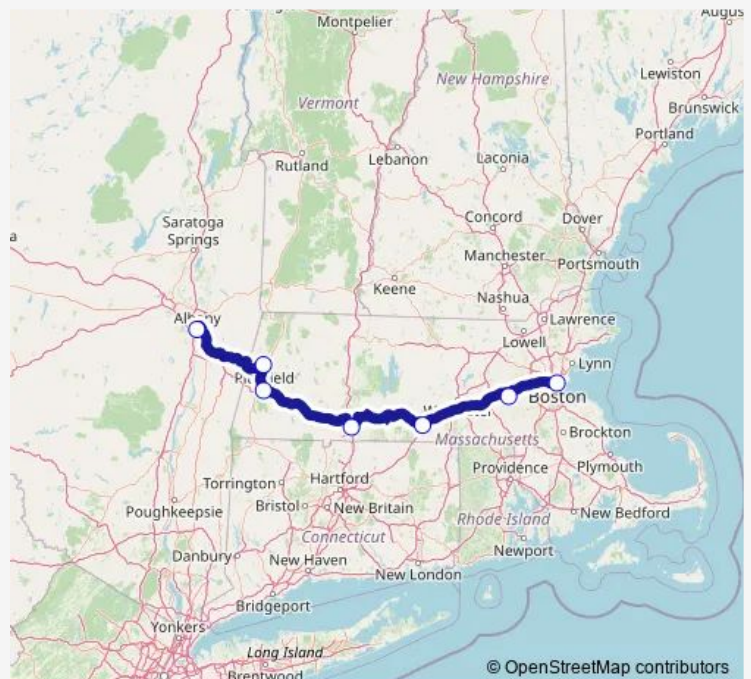 Augus
Montpelier
Lewiston
New Hampshire
Vermont
Brunswick
Portland
Rutland
Lebanon
Laconia
Saratoga
Springs
Concord
Dover
a
Manchester
Portsmouth
Keene
Nashua
Albany
Lawrence
Lowell
Lynn
Boston
Massachusetts
Brockton
Torrington
Hartford
Providence
Plymouth
Poughkeepsie
Bristol
New Britain
Rhode Island
New Bedford
Connecticut
Danbury
New Haven
Newport
New London
Bridgeport
Yonkers
Long Island
Brentwood
© OpenStreetMap contributors